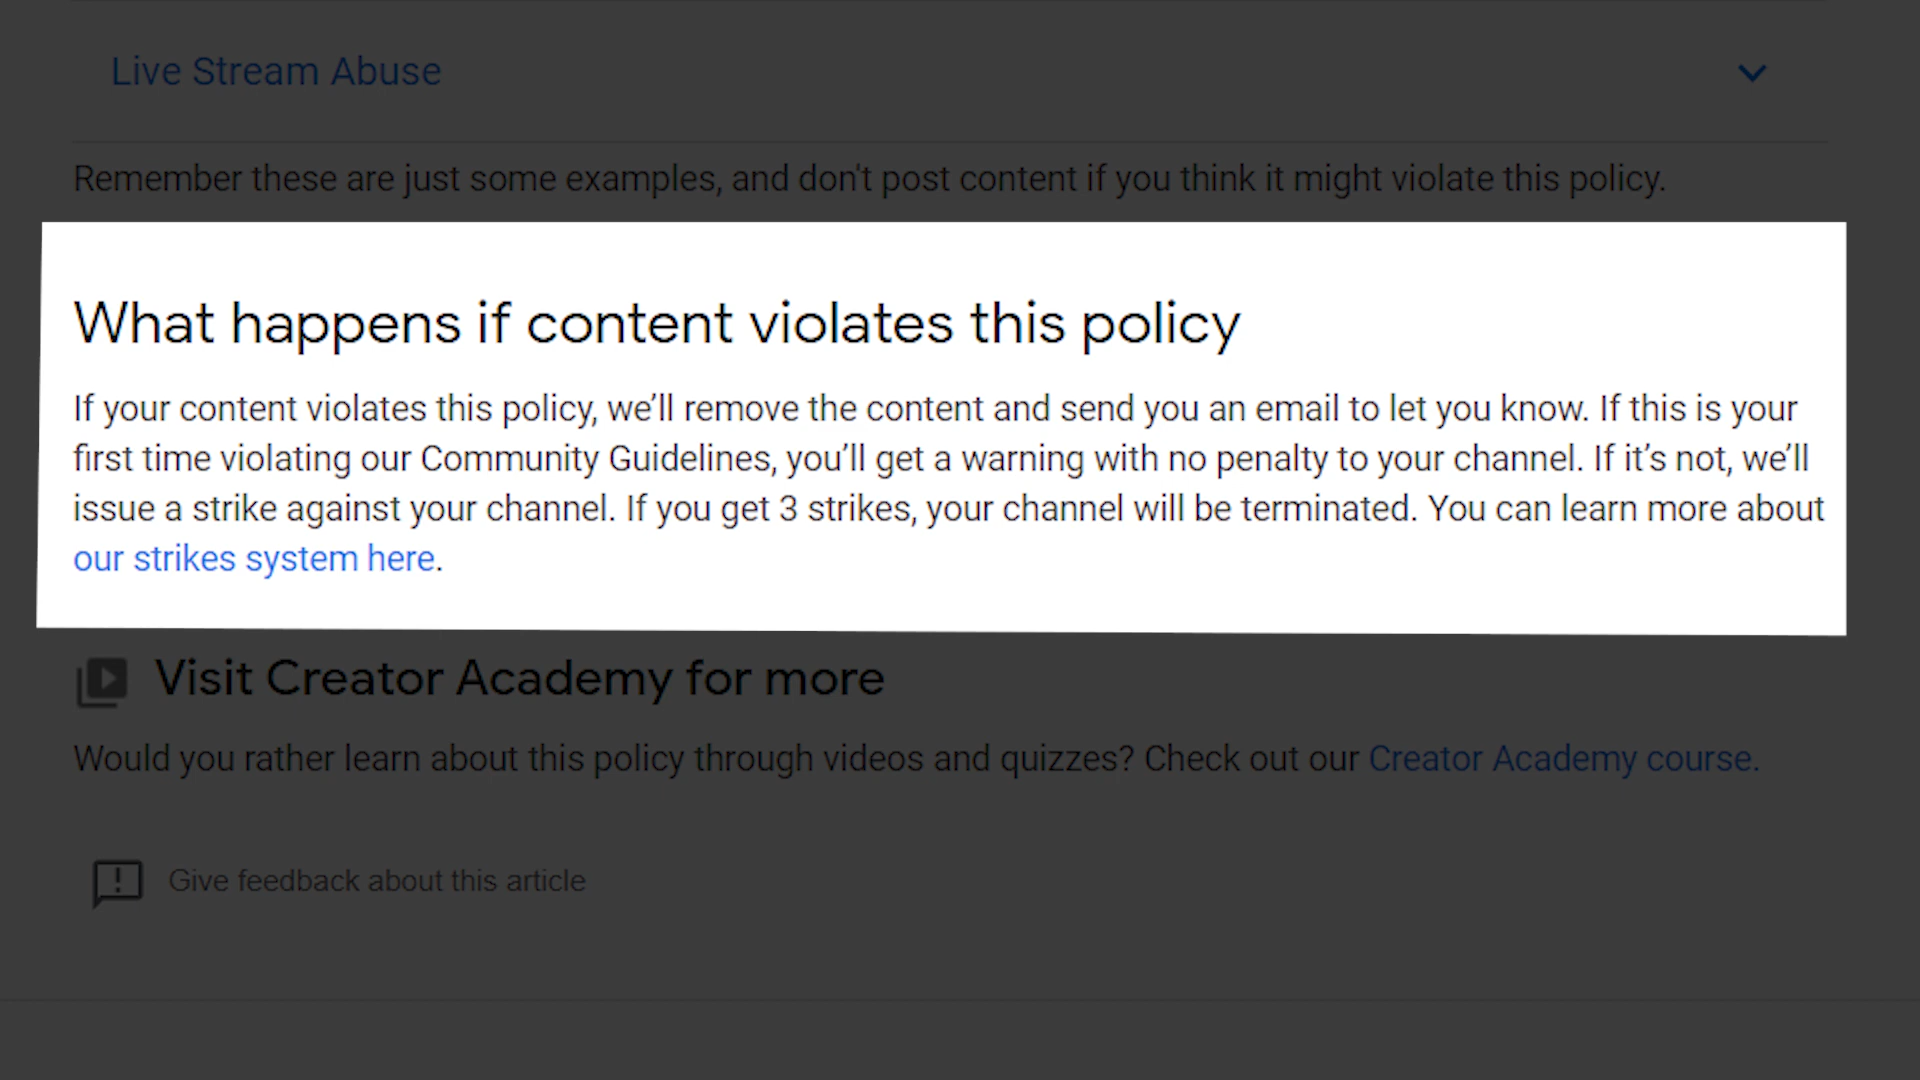 Live Stream Abuse
Remember these are just some examples, and don't post content if you think it might violate this policy.
What happens if content violates this policy
If your content violates this policy, we’ll remove the content and send you an email to let you know. If this is your
first time violating our Community Guidelines, you’ll get a warning with no penalty to your channel. If it’s not, we’ll
issue a strike against your channel. If you get 3 strikes, your channel will be terminated. You can learn more about
our strikes system here.
Visit Creator Academy for more
Would you rather learn about this policy through videos and quizzes? Check out our Creator Academy course.
Give feedback about this article